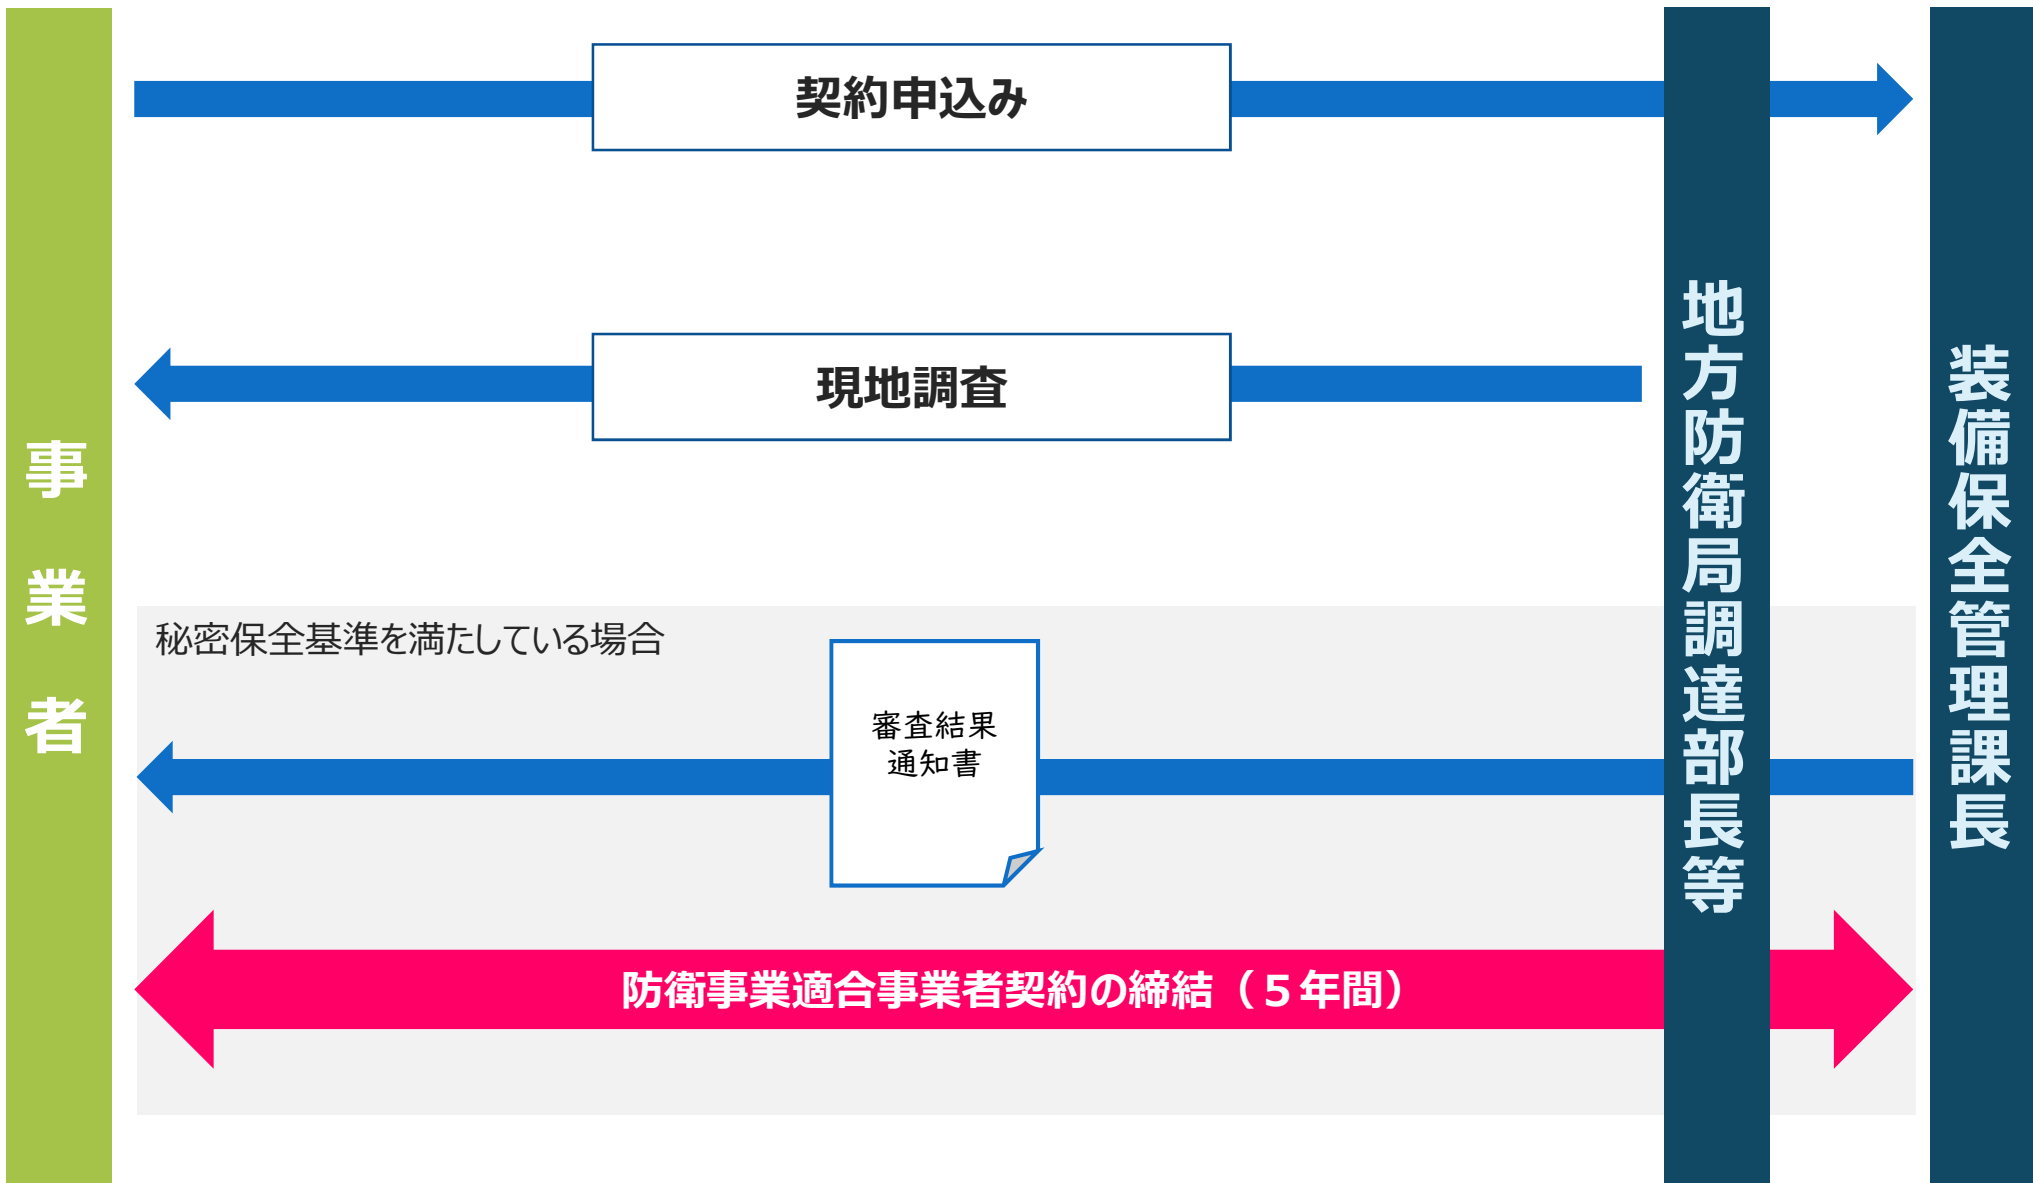 契約申込み
現地調査
事業者
秘密保全基準を満たしている場合
審査結果
通知書
防衛事業適合事業者契約の締結（５年間）
地方防衛局調達部長等
装備保全管理課長